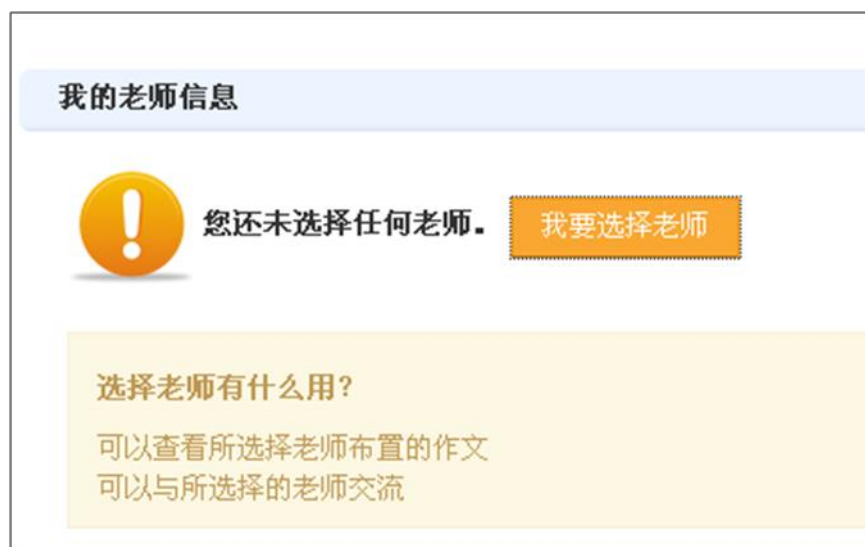 我的老师信息
您还未选择任何老师。 我要选择老师
选择老师有什么用？
可以查看所选择老师布置的作文
可以与所选择的老师交流